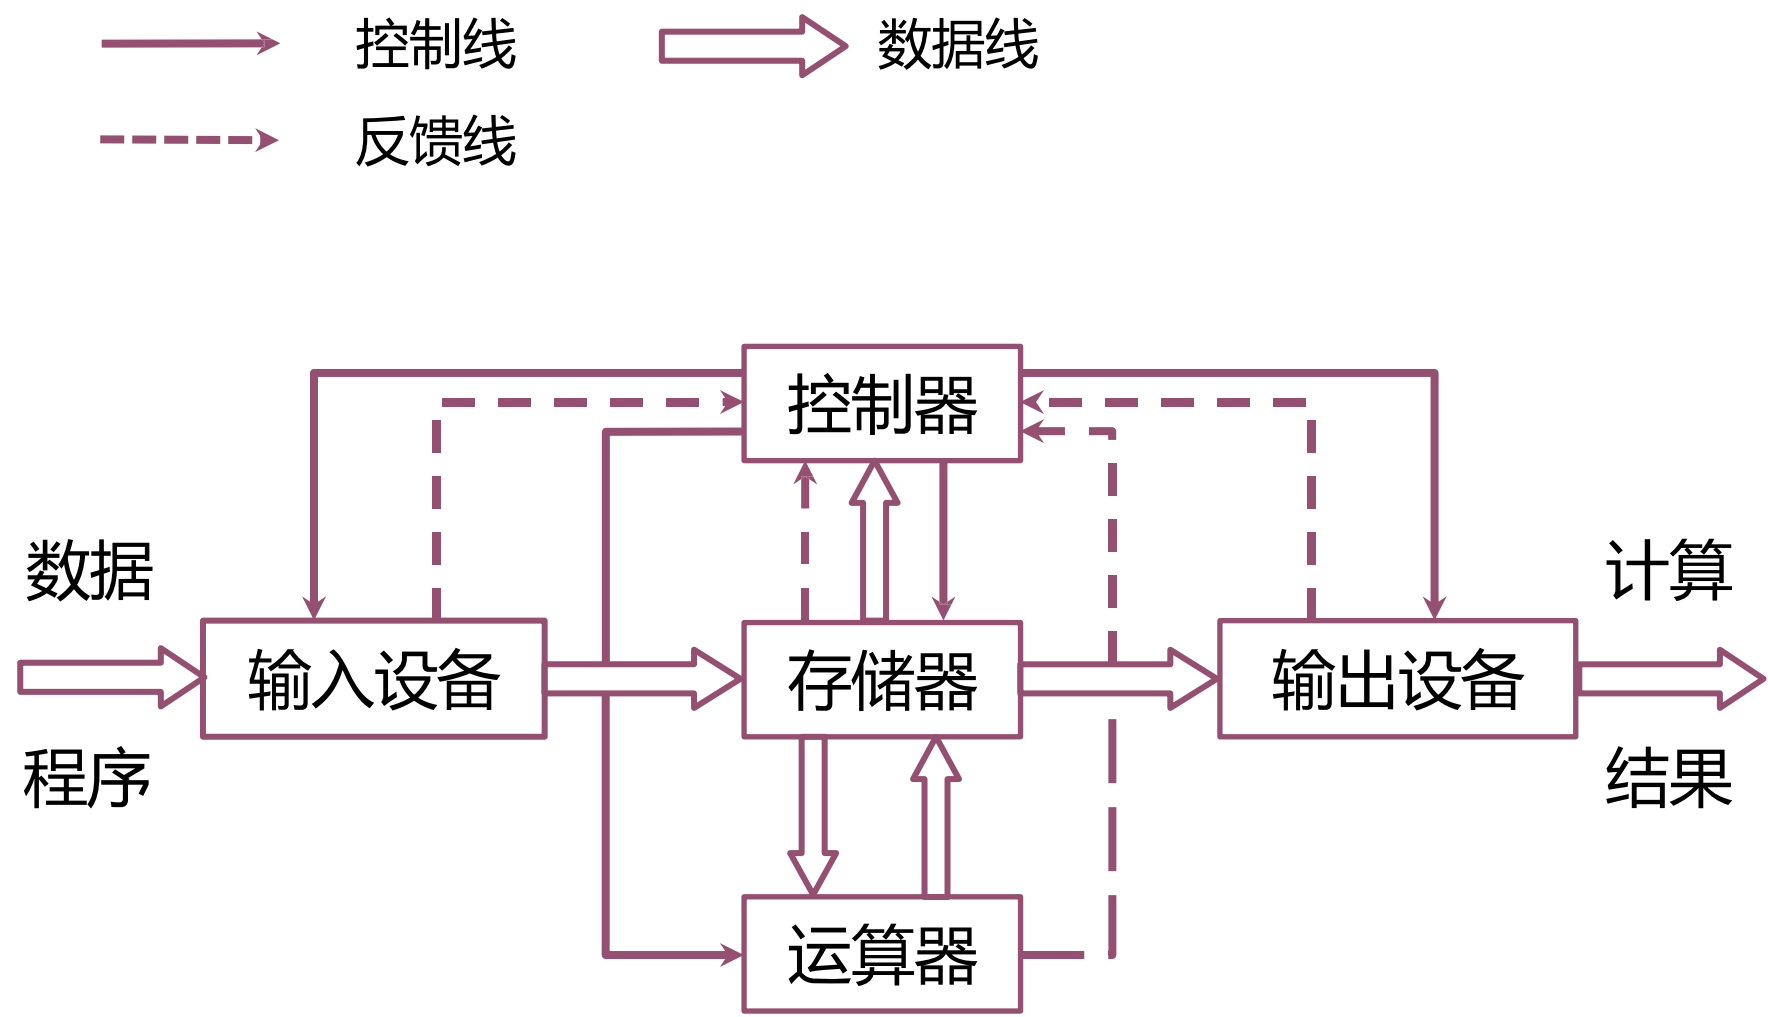 控制线
数据线
反馈线
控制器
数据
程序
输入设备
存储器
输出设备
计算
结果
运算器